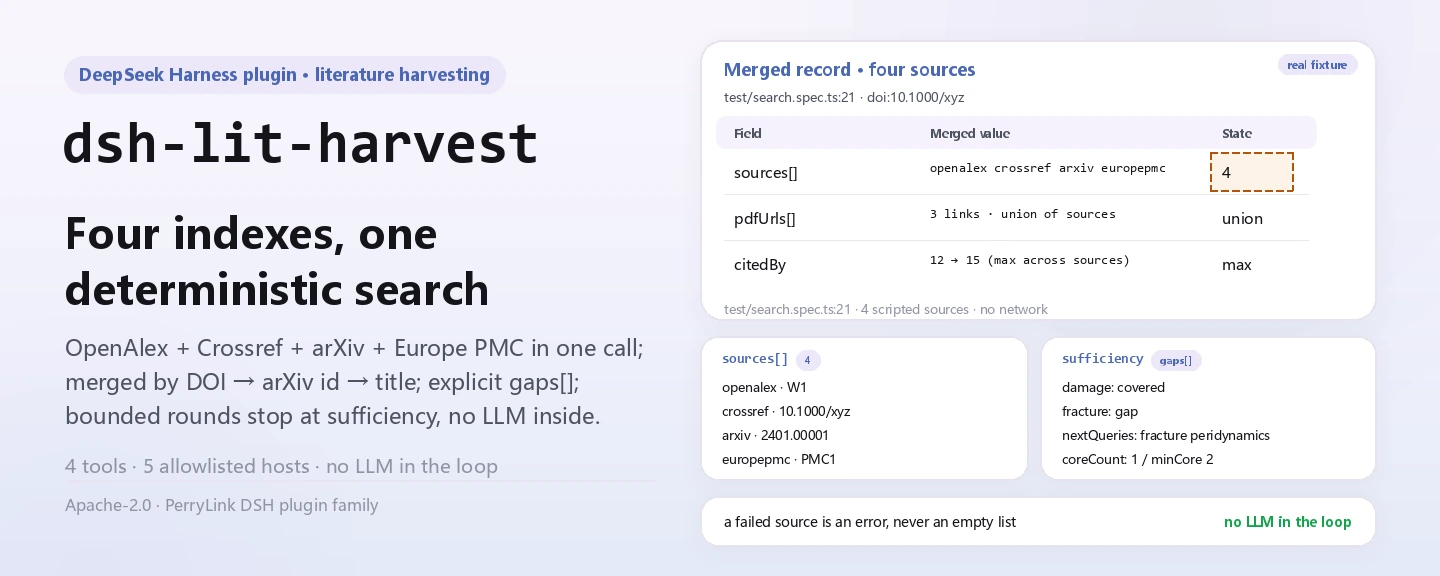 DeepSeek Harness plugin • literature harvesting
dsh-lit-harvest
Four indexes, one
deterministic search
OpenAlex + Crossref + arXiv + Europe PMC in one call;
merged by DOI → arXiv id → title; explicit gaps[];
bounded rounds stop at sufficiency, no LLM inside.
4 tools · 5 allowlisted hosts · no LLM in the loop
Apache-2.0 · PerryLink DSH plugin family
Merged record • four sources
real fixture
test/search.spec.ts:21 · doi:10.1000/xyz
Field Merged value State
sources[] openalex crossref arxiv europepmc 4
pdfUrls[] 3 links · union of sources union
citedBy 12 → 15 (max across sources) max
test/search.spec.ts:21 · 4 scripted sources · no network
sources[] 4
openalex · W1
crossref · 10.1000/xyz
arxiv · 2401.00001
europepmc · PMC1
sufficiency gaps[]
damage: covered
fracture: gap
nextQueries: fracture peridynamics
coreCount: 1 / minCore 2
a failed source is an error, never an empty list
no LLM in the loop